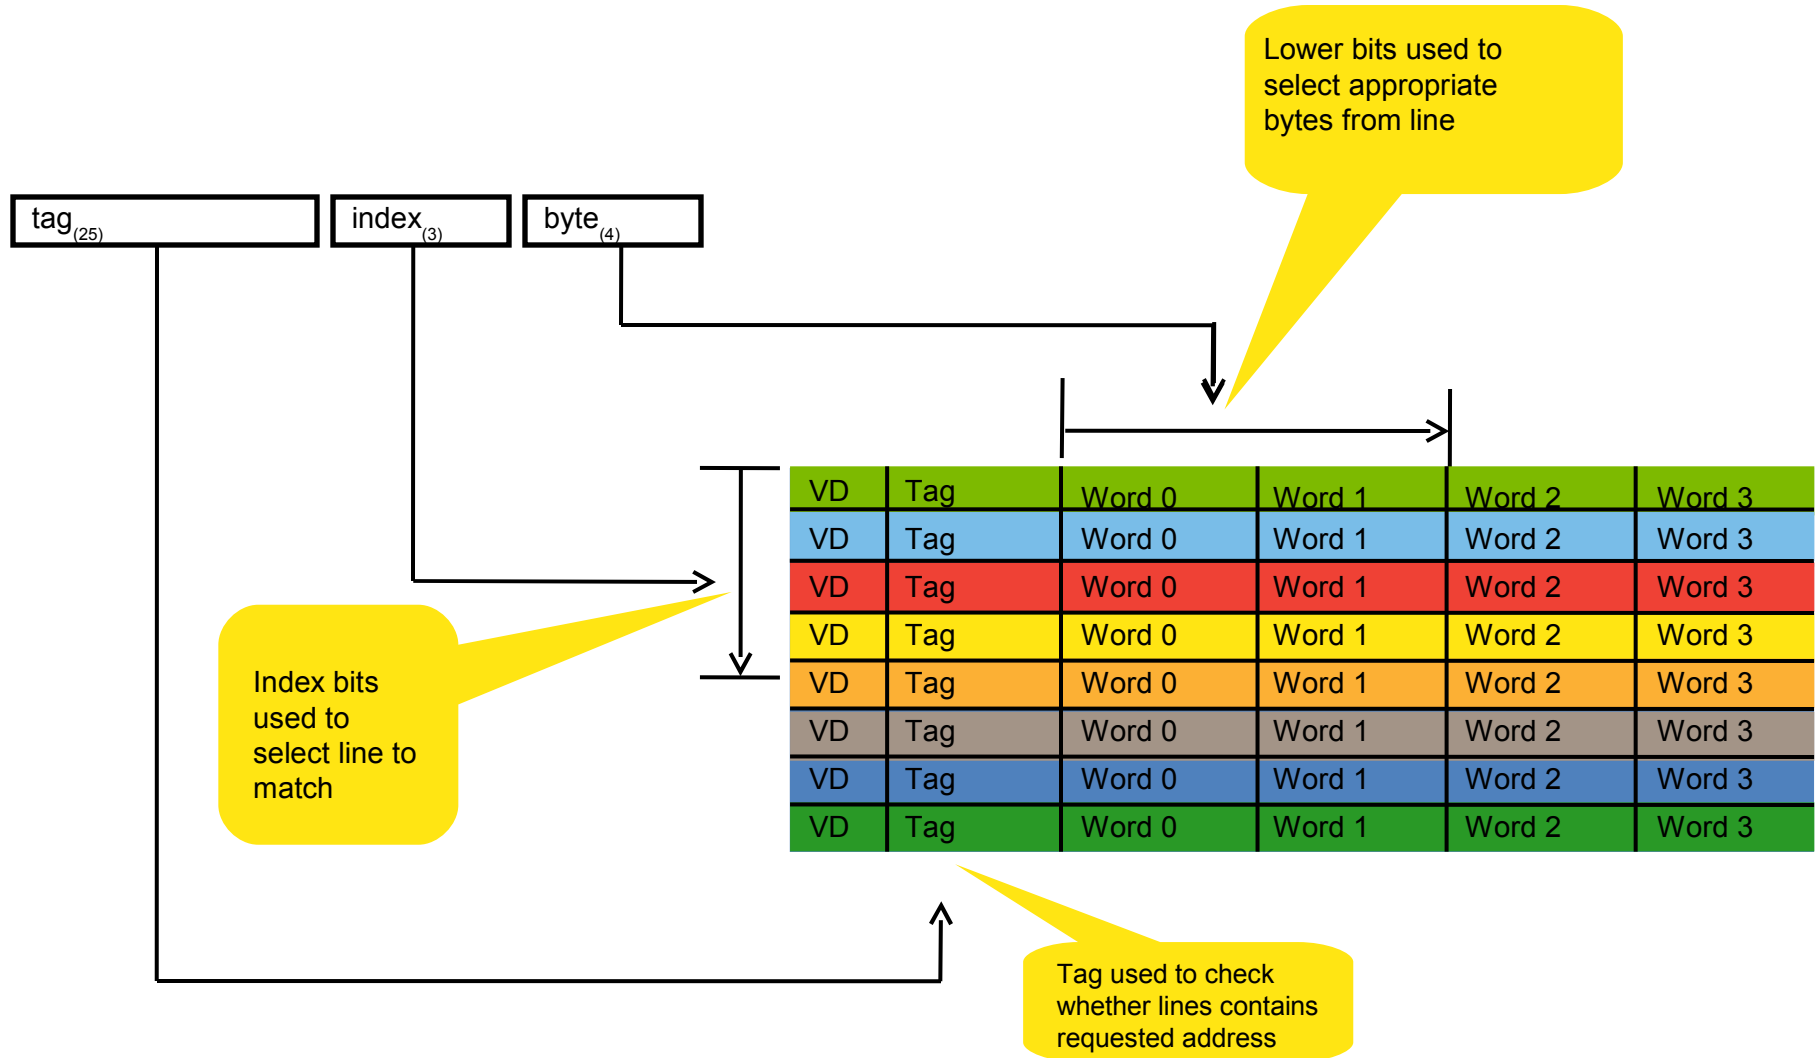 Lower bits used to
select appropriate
bytes from line
tag(25) index(3) byte(4)
VD Tag Word 0 Word 1 Word 2 Word 3
VD Tag Word 0 Word 1 Word 2 Word 3
VD Tag Word 0 Word 1 Word 2 Word 3
VD Tag Word 0 Word 1 Word 2 Word 3
VD Tag Word 0 Word 1 Word 2 Word 3
VD Tag Word 0 Word 1 Word 2 Word 3
VD Tag Word 0 Word 1 Word 2 Word 3
VD Tag Word 0 Word 1 Word 2 Word 3
Index bits
used to
select line to
match
Tag used to check
whether lines contains
requested address